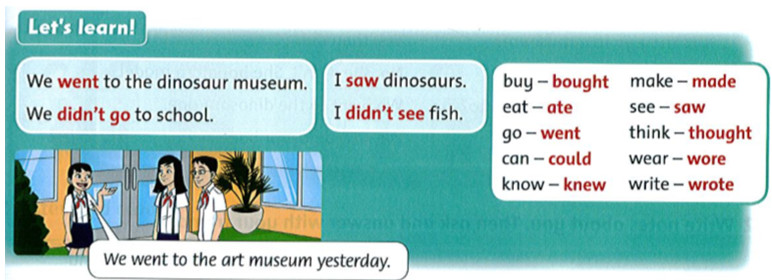 Let's learn!
We went to the dinosaur museum.
We didn't go to school.
I saw dinosaurs.
I didn't see fish.
buy – bought
eat – ate
go – went
can – could
know – knew
make – made
see – saw
think – thought
wear – wore
write – wrote
We went to the art museum yesterday.